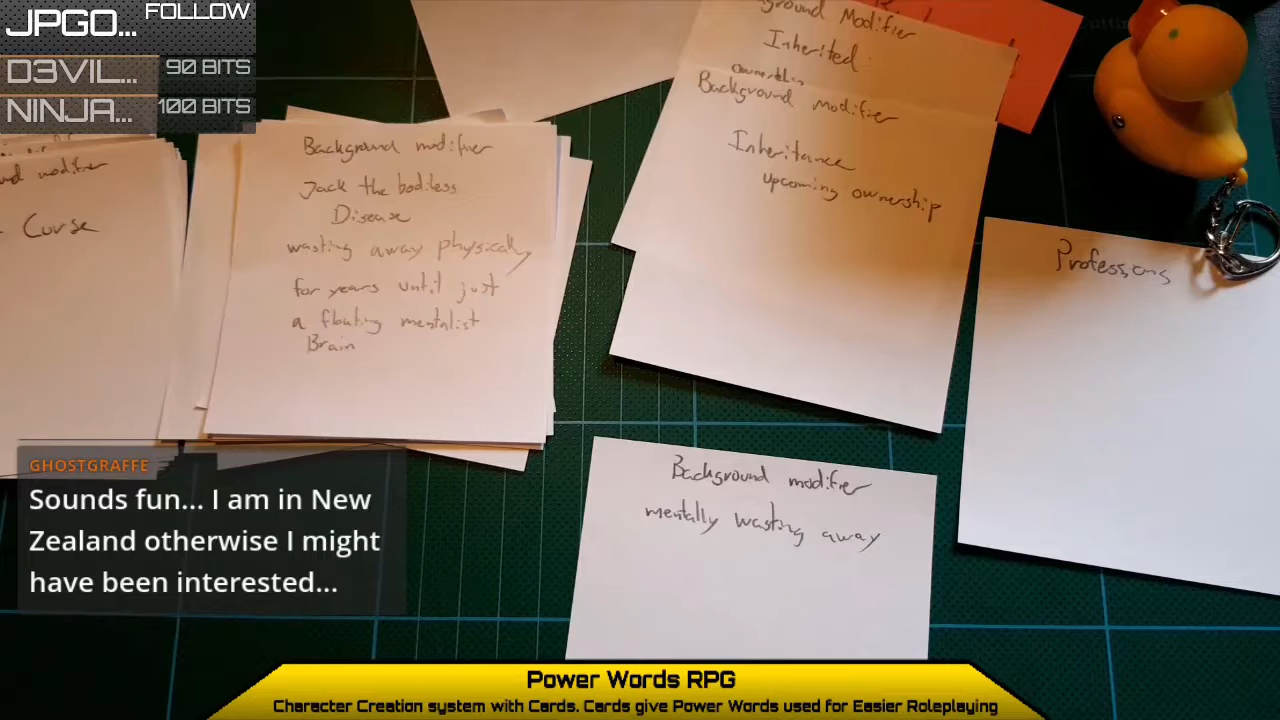 JPGO...
FOLLOW
D3VIL...
90 BITS
NINJA...
100 BITS
modifier
Curse
Background modifier
Jack the bodiless
Disease
wasting away physically
for years until just
a floating mentalist
Brain
Modifier
Inherited:
ownership
Background modifier
Inheritance
upcoming ownership
Professions
Background modifier
mentally wasting away
GHOSTGRAFFE
Sounds fun... I am in New
Zealand otherwise I might
have been interested...
Power Words RPG
Character Creation system with Cards. Cards give Power Words used for Easier Roleplaying